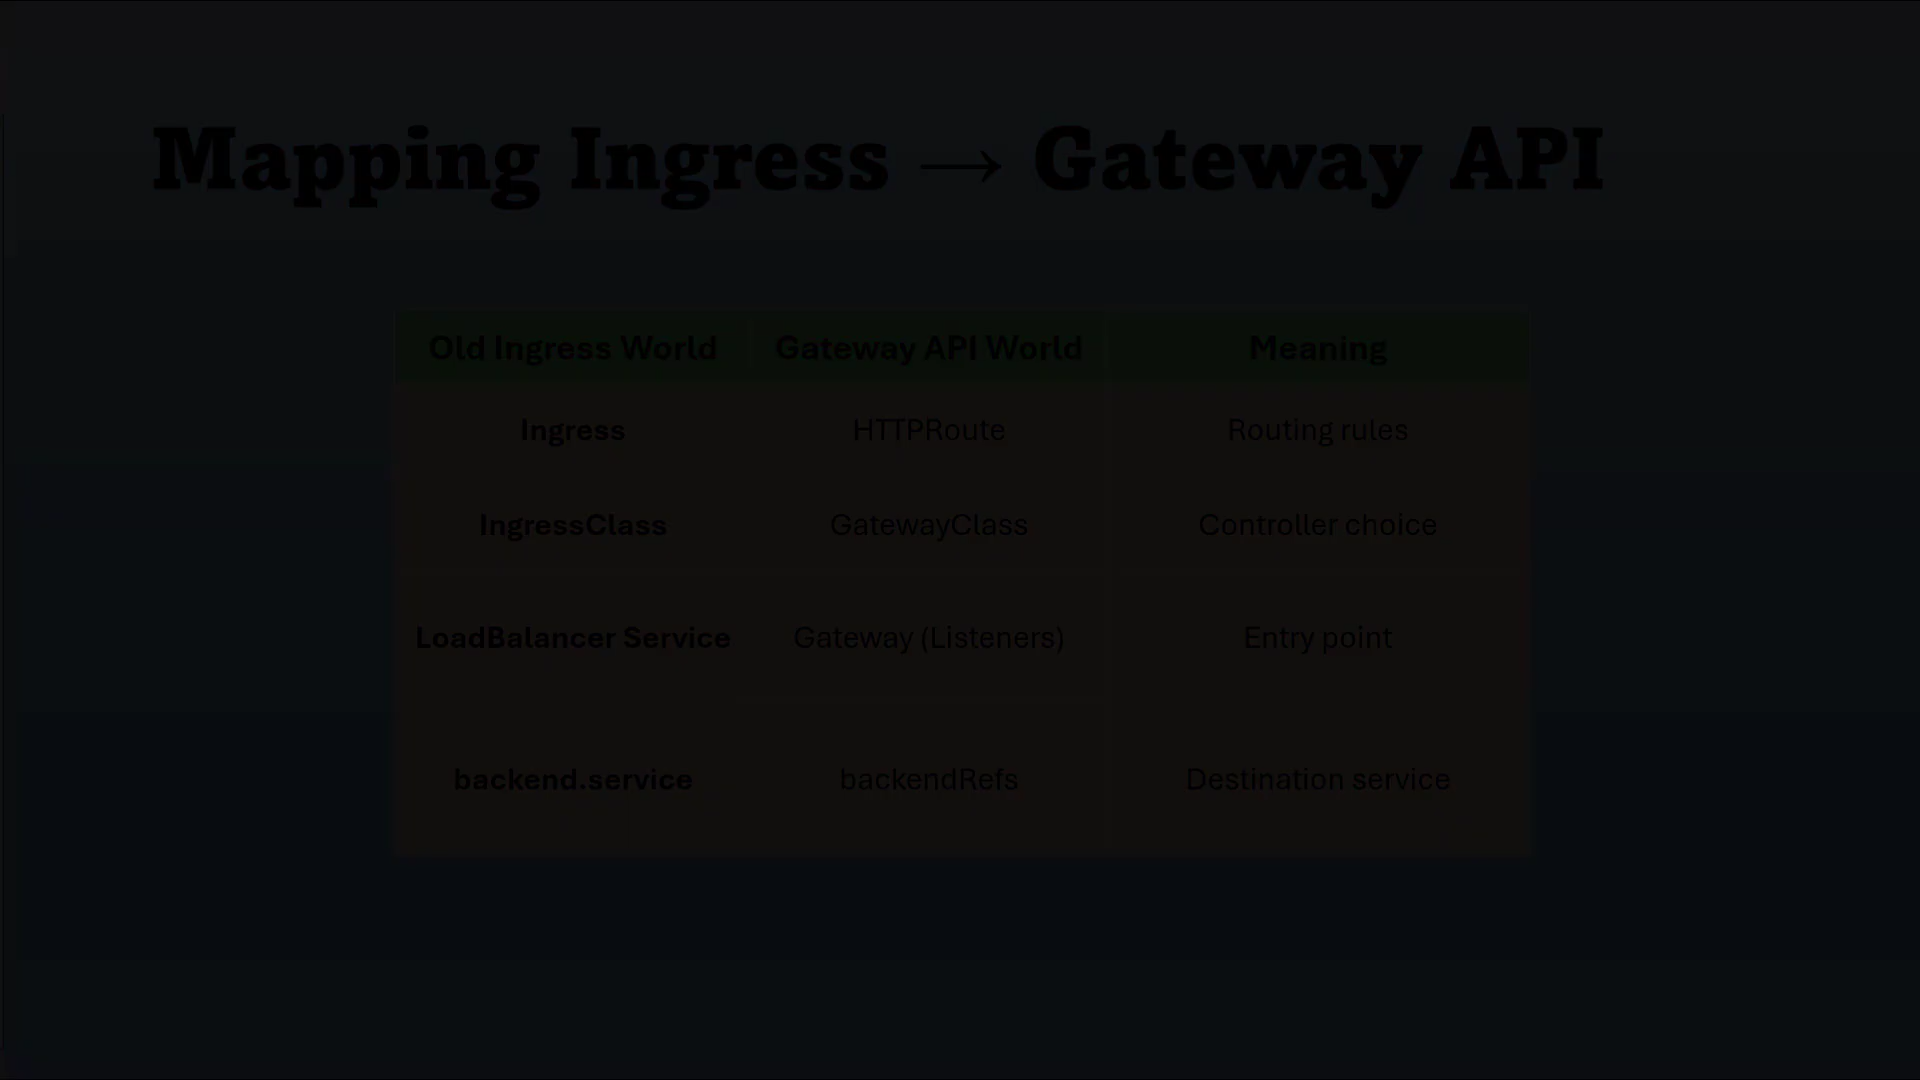 Mapping Ingress → Gateway API
Old Ingress World Gateway API World Meaning
Ingress HTTPRoute Routing rules
IngressClass GatewayClass Controller choice
LoadBalancer Service Gateway (Listeners) Entry point
backend.service backendRefs Destination service